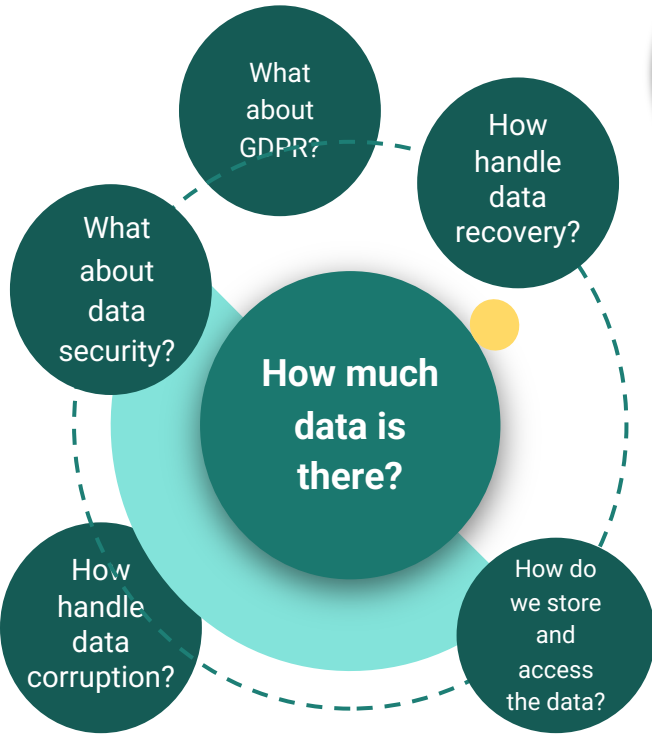 What
about
GDPR?
How
handle
data
recovery?
What
about
data
security?
How much
data is
there?
How
handle
data
corruption?
How do
we store
and
access
the data?